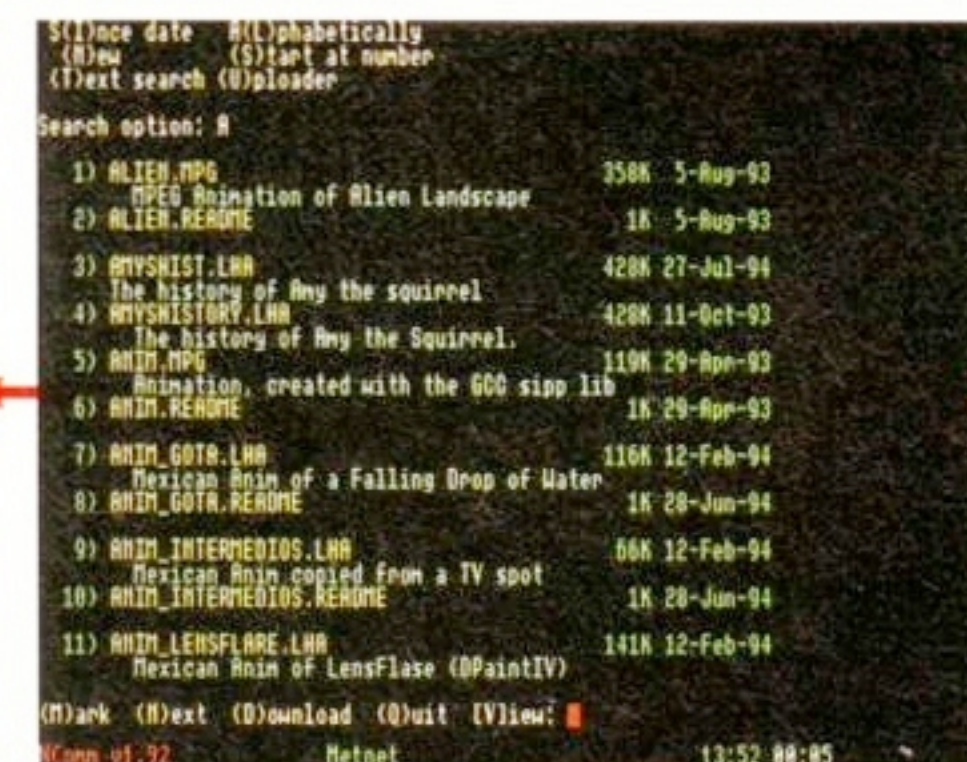 S(I)nce date A(L)phabetically
(N)ew (S)tart at number
(T)ext search (U)ploader
Search option: A
1) ALIEN.MPG 358K 5-Aug-93
MPEG Animation of Alien Landscape
2) ALIEN.README 1K 5-Aug-93
3) AMYSHIST.LHA 428K 27-Jul-94
The history of Amy the squirrel
4) AMYSHISTORY.LHA 428K 11-Oct-93
The history of Amy the Squirrel.
5) ANIM.MPG 119K 29-Apr-93
Animation, created with the GCC sipp lib
6) ANIM.README 1K 29-Apr-93
7) ANIM_GOTA.LHA 116K 12-Feb-94
Mexican Anim of a Falling Drop of Water
8) ANIM_GOTA.README 1K 28-Jun-94
9) ANIM_INTERMEDIOS.LHA 66K 12-Feb-94
Mexican Anim copied from a TV spot
10) ANIM_INTERMEDIOS.README 1K 28-Jun-94
11) ANIM_LENSFLARE.LHA 141K 12-Feb-94
Mexican Anim of LensFlase (DPaintIV)
(M)ark (N)ext (D)ownload (Q)uit [V]iew:
NComm v1.92 Metnet 13:52 00:05